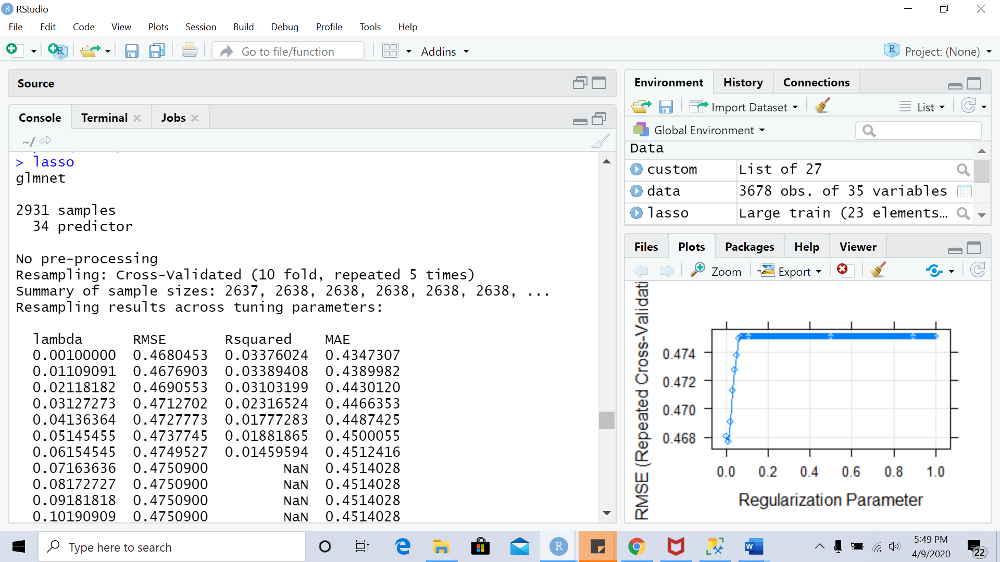 RStudio
File Edit Code View Plots Session Build Debug Profile Tools Help
Go to file/function Addins Project: (None)
Source
Console Terminal Jobs
~/
> lasso
glmnet
2931 samples
34 predictor
No pre-processing
Resampling: Cross-Validated (10 fold, repeated 5 times)
Summary of sample sizes: 2637, 2638, 2638, 2638, 2638, 2638, ...
Resampling results across tuning parameters:
lambda RMSE Rsquared MAE
0.00100000 0.4680453 0.03376024 0.4347307
0.01109091 0.4676903 0.03389408 0.4389982
0.02118182 0.4690553 0.03103199 0.4430120
0.03127273 0.4712702 0.02316524 0.4466353
0.04136364 0.4727773 0.01777283 0.4487425
0.05145455 0.4737745 0.01881865 0.4500055
0.06154545 0.4749527 0.01459594 0.4512416
0.07163636 0.4750900 NaN 0.4514028
0.08172727 0.4750900 NaN 0.4514028
0.09181818 0.4750900 NaN 0.4514028
0.10190909 0.4750900 NaN 0.4514028
Environment History Connections
Import Dataset List
Global Environment
Data
custom List of 27
data 3678 obs. of 35 variables
lasso Large train (23 elements…
Files Plots Packages Help Viewer
Zoom Export
RMSE (Repeated Cross-Validati
0.474
0.472
0.470
0.468
0.0 0.2 0.4 0.6 0.8 1.0
Regularization Parameter
Type here to search
5:49 PM
4/9/2020
22